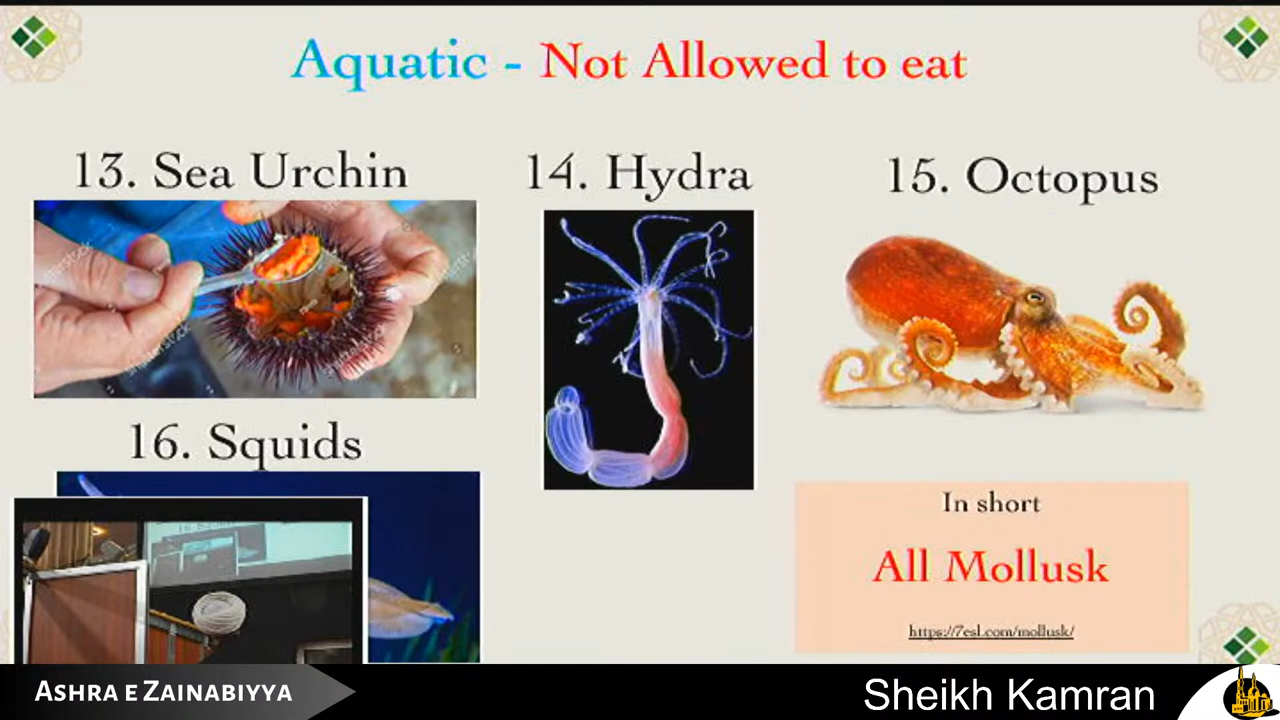 Aquatic - Not Allowed to eat
13. Sea Urchin
14. Hydra
15. Octopus
16. Squids
In short
All Mollusk
https://7esl.com/mollusk/
ASHRA E ZAINABIYYA
Sheikh Kamran